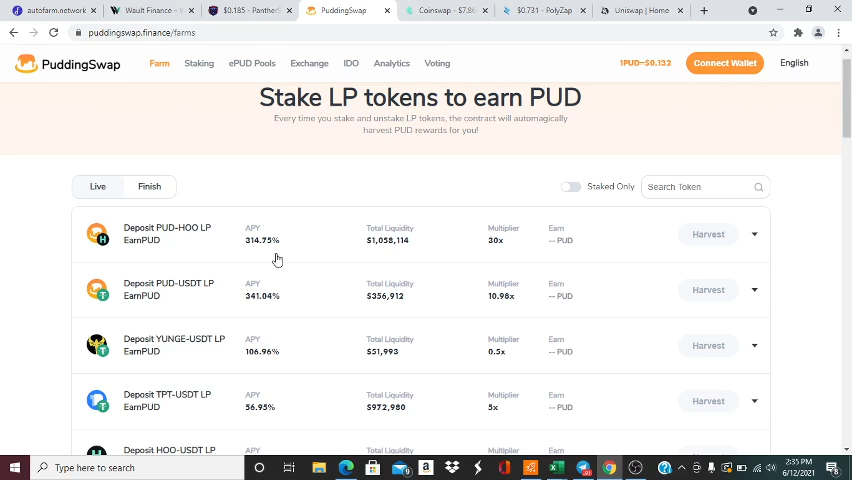 autofarm.network
Wault Finance –
$0.185 - PantherS
PuddingSwap
Coinswap - $7.86
$0.731 - PolyZap
Uniswap | Home
puddingswap.finance/farms
PuddingSwap
Farm
Staking
ePUD Pools
Exchange
IDO
Analytics
Voting
1PUD=$0.132
Connect Wallet
English
Stake LP tokens to earn PUD
Every time you stake and unstake LP tokens, the contract will automagically
harvest PUD rewards for you!
Live
Finish
Staked Only
Search Token
Deposit PUD-HOO LP APY Total Liquidity Multiplier Earn
EarnPUD 314.75% $1,058,114 30x -- PUD Harvest
Deposit PUD-USDT LP APY Total Liquidity Multiplier Earn
EarnPUD 341.04% $356,912 10.98x -- PUD Harvest
Deposit YUNGE-USDT LP APY Total Liquidity Multiplier Earn
EarnPUD 106.96% $51,993 0.5x -- PUD Harvest
Deposit TPT-USDT LP APY Total Liquidity Multiplier Earn
EarnPUD 56.95% $972,980 5x -- PUD Harvest
Deposit HOO-USDT LP APY Total Liquidity Multiplier Earn
Type here to search
2:35 PM
6/12/2021